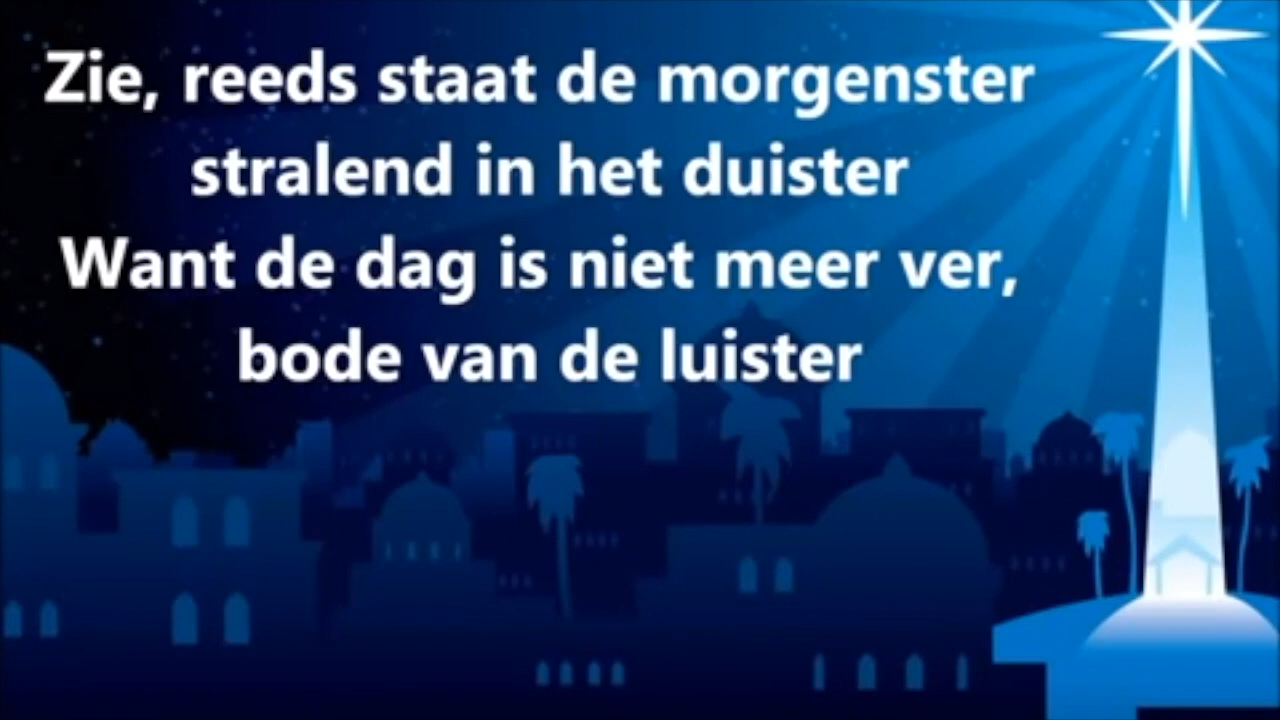 Zie, reeds staat de morgenster
stralend in het duister
Want de dag is niet meer ver,
bode van de luister